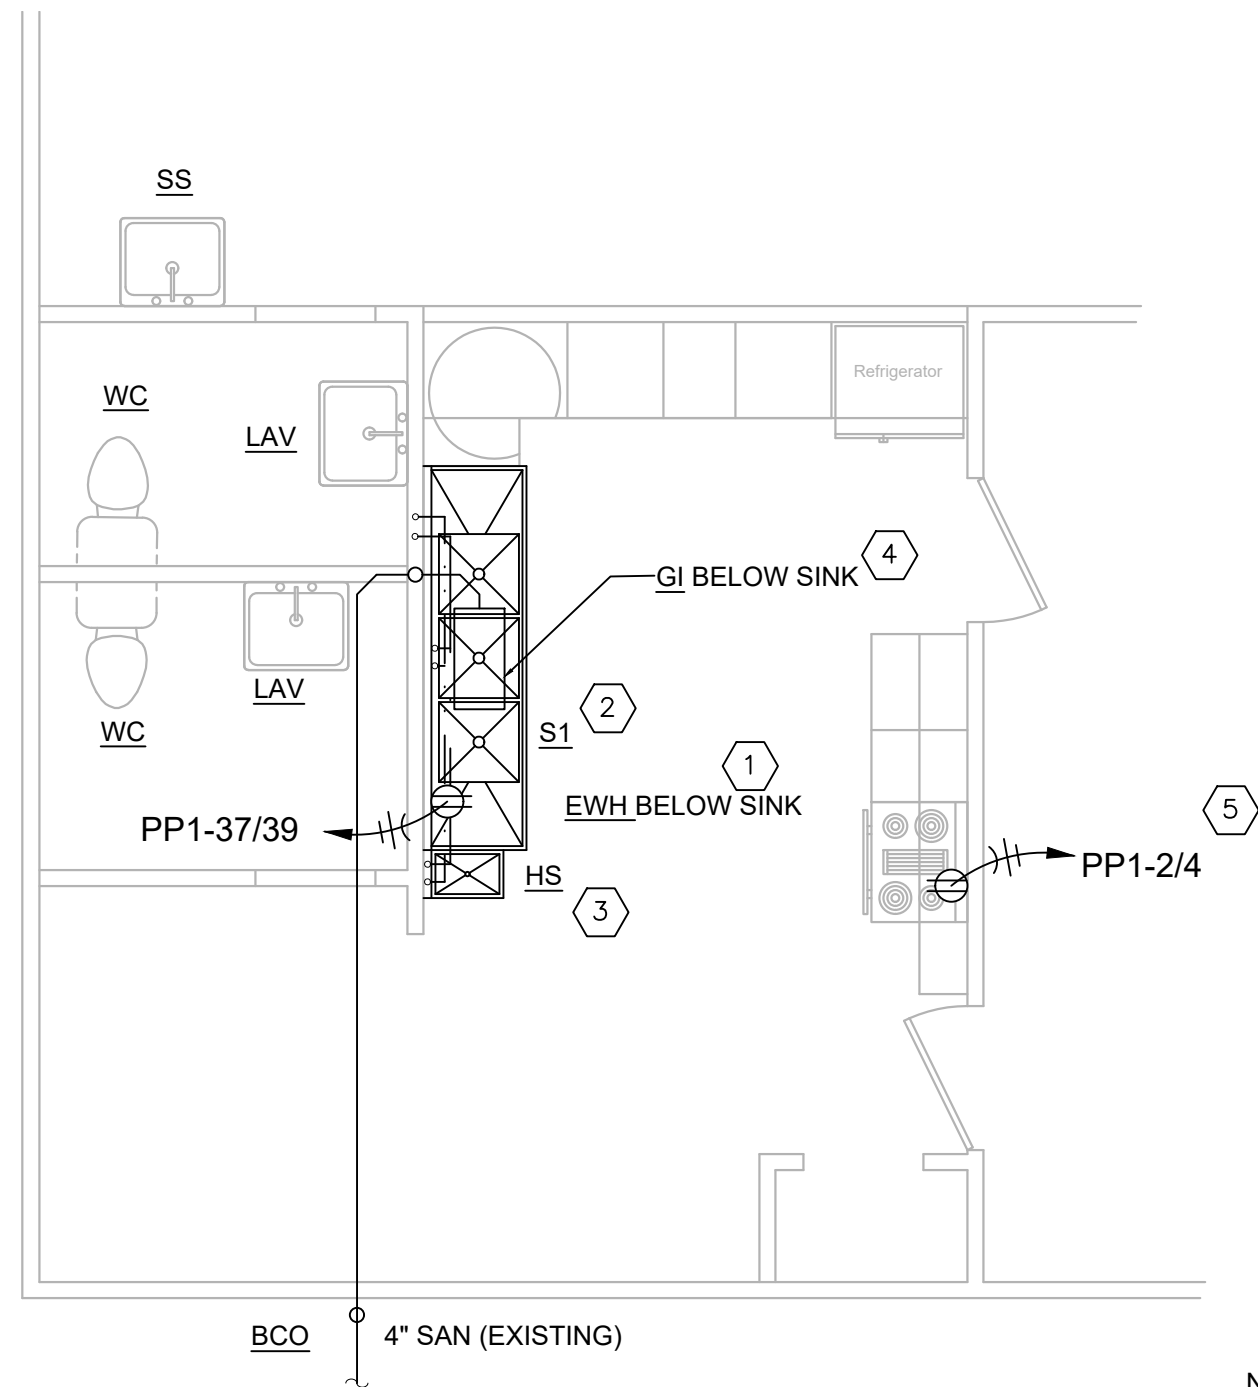 SS
WC
LAV
Refrigerator
GI BELOW SINK
4
LAV
WC
S1
2
1
EWH BELOW SINK
PP1-37/39
5
PP1-2/4
HS
3
BCO
4" SAN (EXISTING)
N